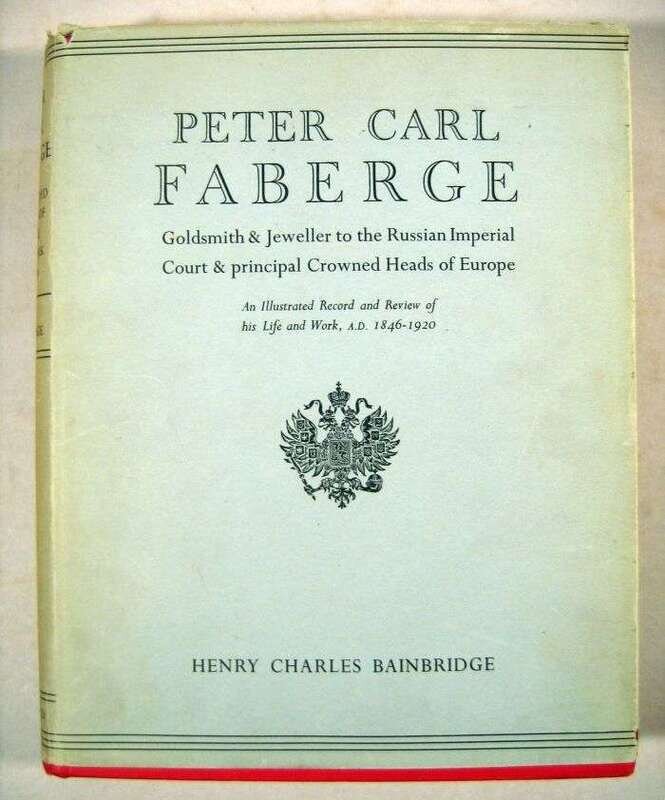 PETER CARL
FABERGE
Goldsmith & Jeweller to the Russian Imperial
Court & principal Crowned Heads of Europe
An Illustrated Record and Review of
his Life and Work, A.D. 1846-1920
HENRY CHARLES BAINBRIDGE